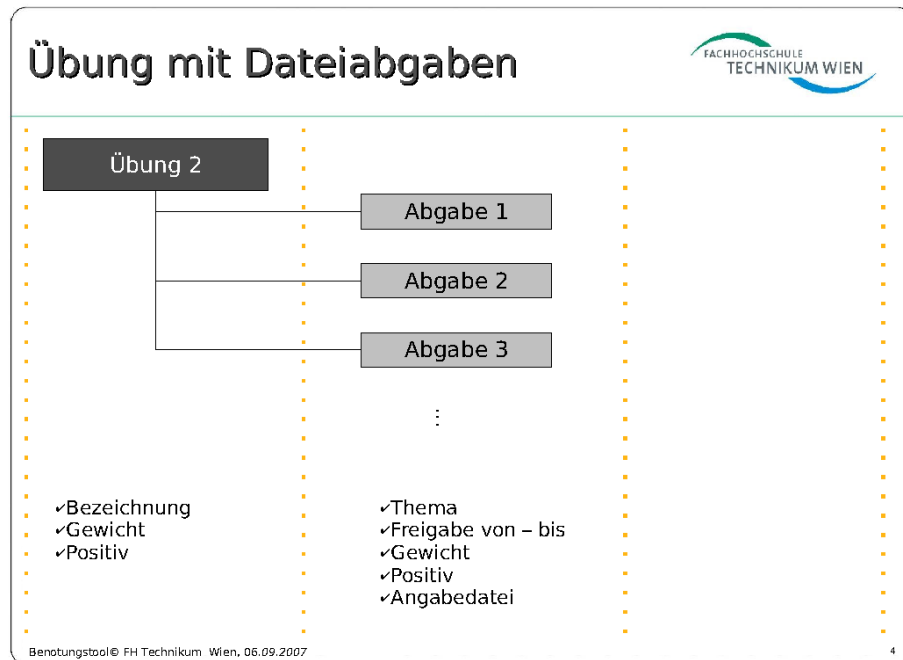 Übung mit Dateiabgaben
FACHHOCHSCHULE
TECHNIKUM WIEN
Übung 2
Abgabe 1
Abgabe 2
Abgabe 3
⋮
✔Bezeichnung
✔Gewicht
✔Positiv
✔Thema
✔Freigabe von – bis
✔Gewicht
✔Positiv
✔Angabedatei
Benotungstool© FH Technikum Wien, 06.09.2007
4